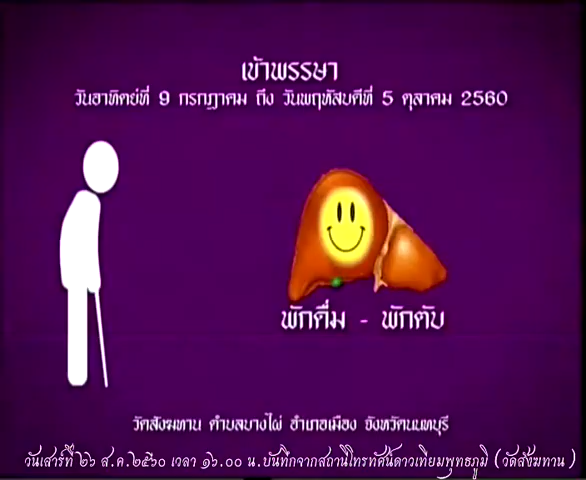 เข้าพรรษา
วันอาทิตย์ที่ 9 กรกฎาคม ถึง วันพฤหัสบดีที่ 5 ตุลาคม 2560
พักดื่ม - พักตับ
วัดสังฆทาน ตำบลบางไผ่ อำเภอเมือง จังหวัดนนทบุรี
วันเสาร์ที่ ๒๖ ส.ค.๒๕๖๐ เวลา ๑๖.๐๐ น.บันทึกจากสถานีโทรทัศน์ดาวเทียมพุทธภูมิ (วัดสังฆทาน)